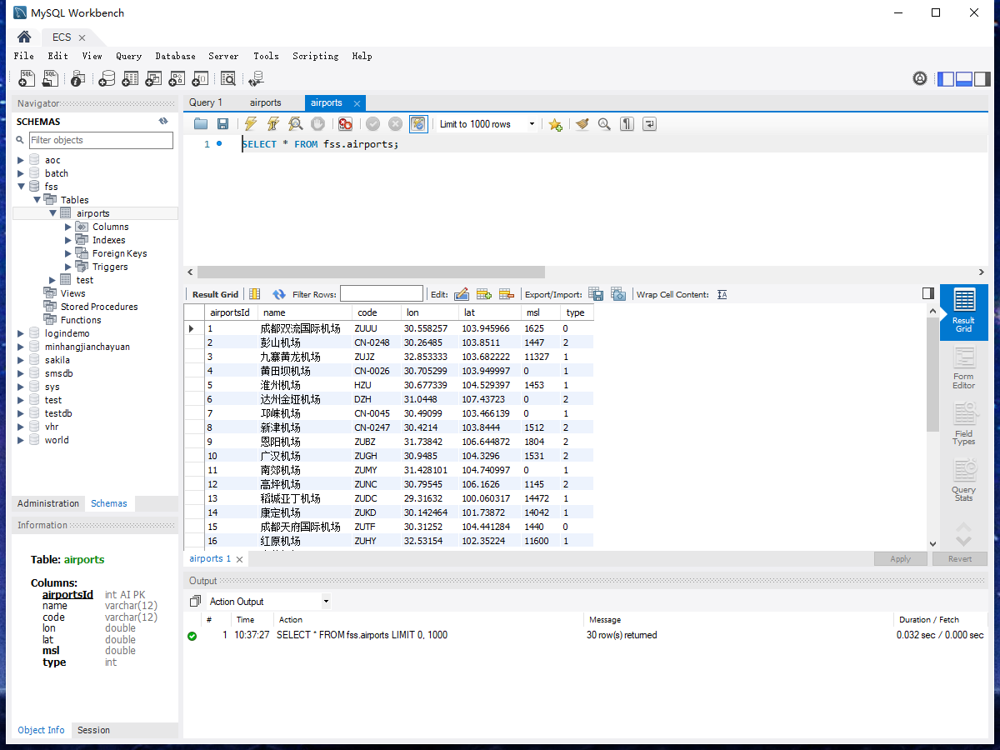 MySQL Workbench
ECS
File Edit View Query Database Server Tools Scripting Help
Navigator
SCHEMAS
Filter objects
aoc
batch
fss
Tables
airports
Columns
Indexes
Foreign Keys
Triggers
test
Views
Stored Procedures
Functions
logindemo
minhangjianchayuan
sakila
smsdb
sys
test
testdb
vhr
world
Administration Schemas
Information
Table: airports
Columns:
airportsId int AI PK
name varchar(12)
code varchar(12)
lon double
lat double
msl double
type int
Object Info Session
Query 1 airports airports
Limit to 1000 rows
1 SELECT * FROM fss.airports;
Result Grid Filter Rows: Edit: Export/Import: Wrap Cell Content:
airportsId name code lon lat msl type
1 成都双流国际机场 ZUUU 30.558257 103.945966 1625 0
2 彭山机场 CN-0248 30.26485 103.8511 1447 2
3 九寨黄龙机场 ZUJZ 32.853333 103.682222 11327 1
4 黄田坝机场 CN-0026 30.705299 103.949997 0 1
5 淮州机场 HZU 30.677339 104.529397 1453 1
6 达州金垭机场 DZH 31.0448 107.43723 0 2
7 邛崃机场 CN-0045 30.49099 103.466139 0 1
8 新津机场 CN-0247 30.4214 103.8444 1512 2
9 恩阳机场 ZUBZ 31.73842 106.644872 1804 2
10 广汉机场 ZUGH 30.9485 104.3296 1531 2
11 南郊机场 ZUMY 31.428101 104.740997 0 1
12 高坪机场 ZUNC 30.79545 106.1626 1145 2
13 稻城亚丁机场 ZUDC 29.31632 100.060317 14472 1
14 康定机场 ZUKD 30.142464 101.73872 14042 1
15 成都天府国际机场 ZUTF 30.31252 104.441284 1440 0
16 红原机场 ZUHY 32.53154 102.35224 11600 1
Result
Grid
Form
Editor
Field
Types
Query
Stats
airports 1
Apply Revert
Output
Action Output
# Time Action Message Duration / Fetch
1 10:37:27 SELECT * FROM fss.airports LIMIT 0, 1000 30 row(s) returned 0.032 sec / 0.000 sec